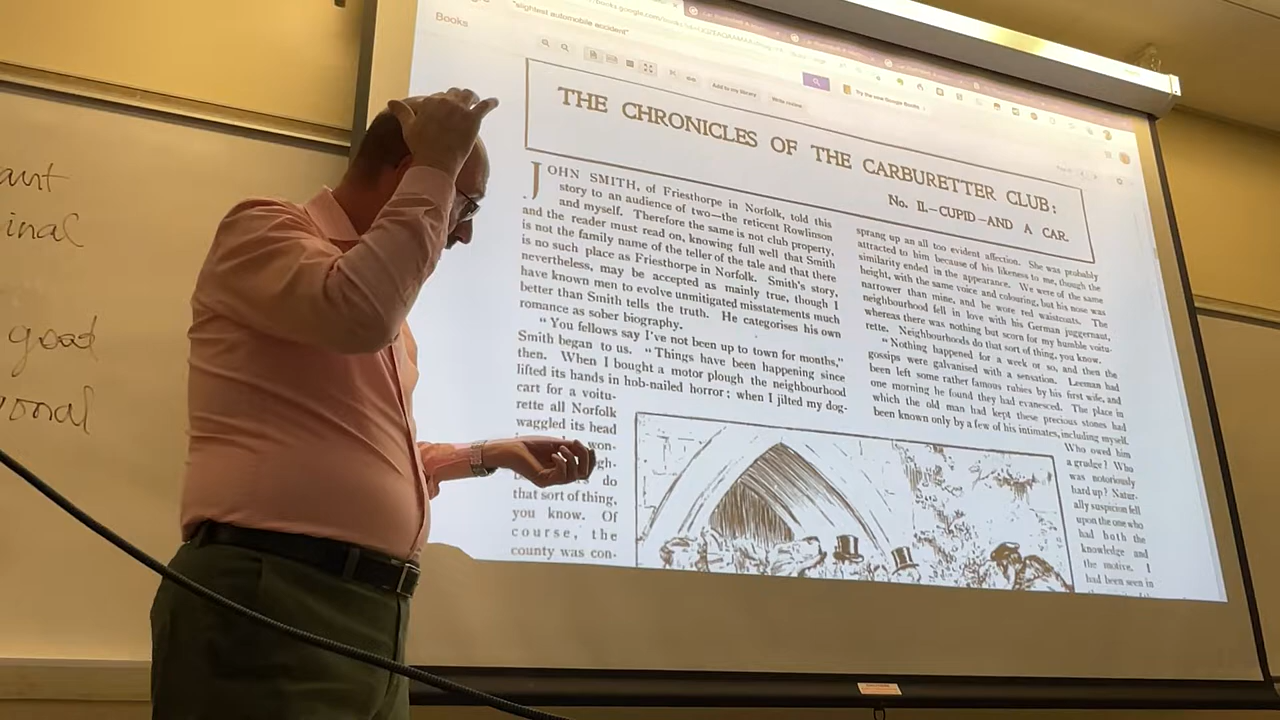 ant
inal
good
ional
Books
"slightest automobile accident"
Add to my library
Write review
Try the new Google Books
THE CHRONICLES OF THE CARBURETTER CLUB:
No. II.—CUPID—AND A CAR.
JOHN SMITH, of Friesthorpe in Norfolk, told this
story to an audience of two—the reticent Rowlinson
and myself. Therefore the same is not club property,
and the reader must read on, knowing full well that Smith
is not the family name of the teller of the tale and that there
is no such place as Friesthorpe in Norfolk. Smith's story,
nevertheless, may be accepted as mainly true, though I
have known men to evolve unmitigated misstatements much
better than Smith tells the truth. He categorises his own
romance as sober biography.
"You fellows say I've not been up to town for months,"
Smith began to us. "Things have been happening since
then. When I bought a motor plough the neighbourhood
lifted its hands in hob-nailed horror; when I jilted my dog-
cart for a voitu-
rette all Norfolk
waggled its head
won-
gh-
do
that sort of thing,
you know. Of
course, the
county was con-
sprang up an all too evident affection. She was probably
attracted to him because of his likeness to me, though the
similarity ended in the appearance. We were of the same
height, with the same voice and colouring, but his nose was
narrower than mine, and he wore red waistcoats. The
neighbourhood fell in love with his German juggernaut,
whereas there was nothing but scorn for my humble voitu-
rette. Neighbourhoods do that sort of thing, you know.
"Nothing happened for a week or so, and then the
gossips were galvanised with a sensation. Leeman had
been left some rather famous rubies by his first wife, and
one morning he found they had evanesced. The place in
which the old man had kept these precious stones had
been known only by a few of his intimates, including myself.
Who owed him
a grudge? Who
was notoriously
hard up? Natur-
ally suspicion fell
upon the one who
had both the
knowledge and
the motive. I
had been seen in